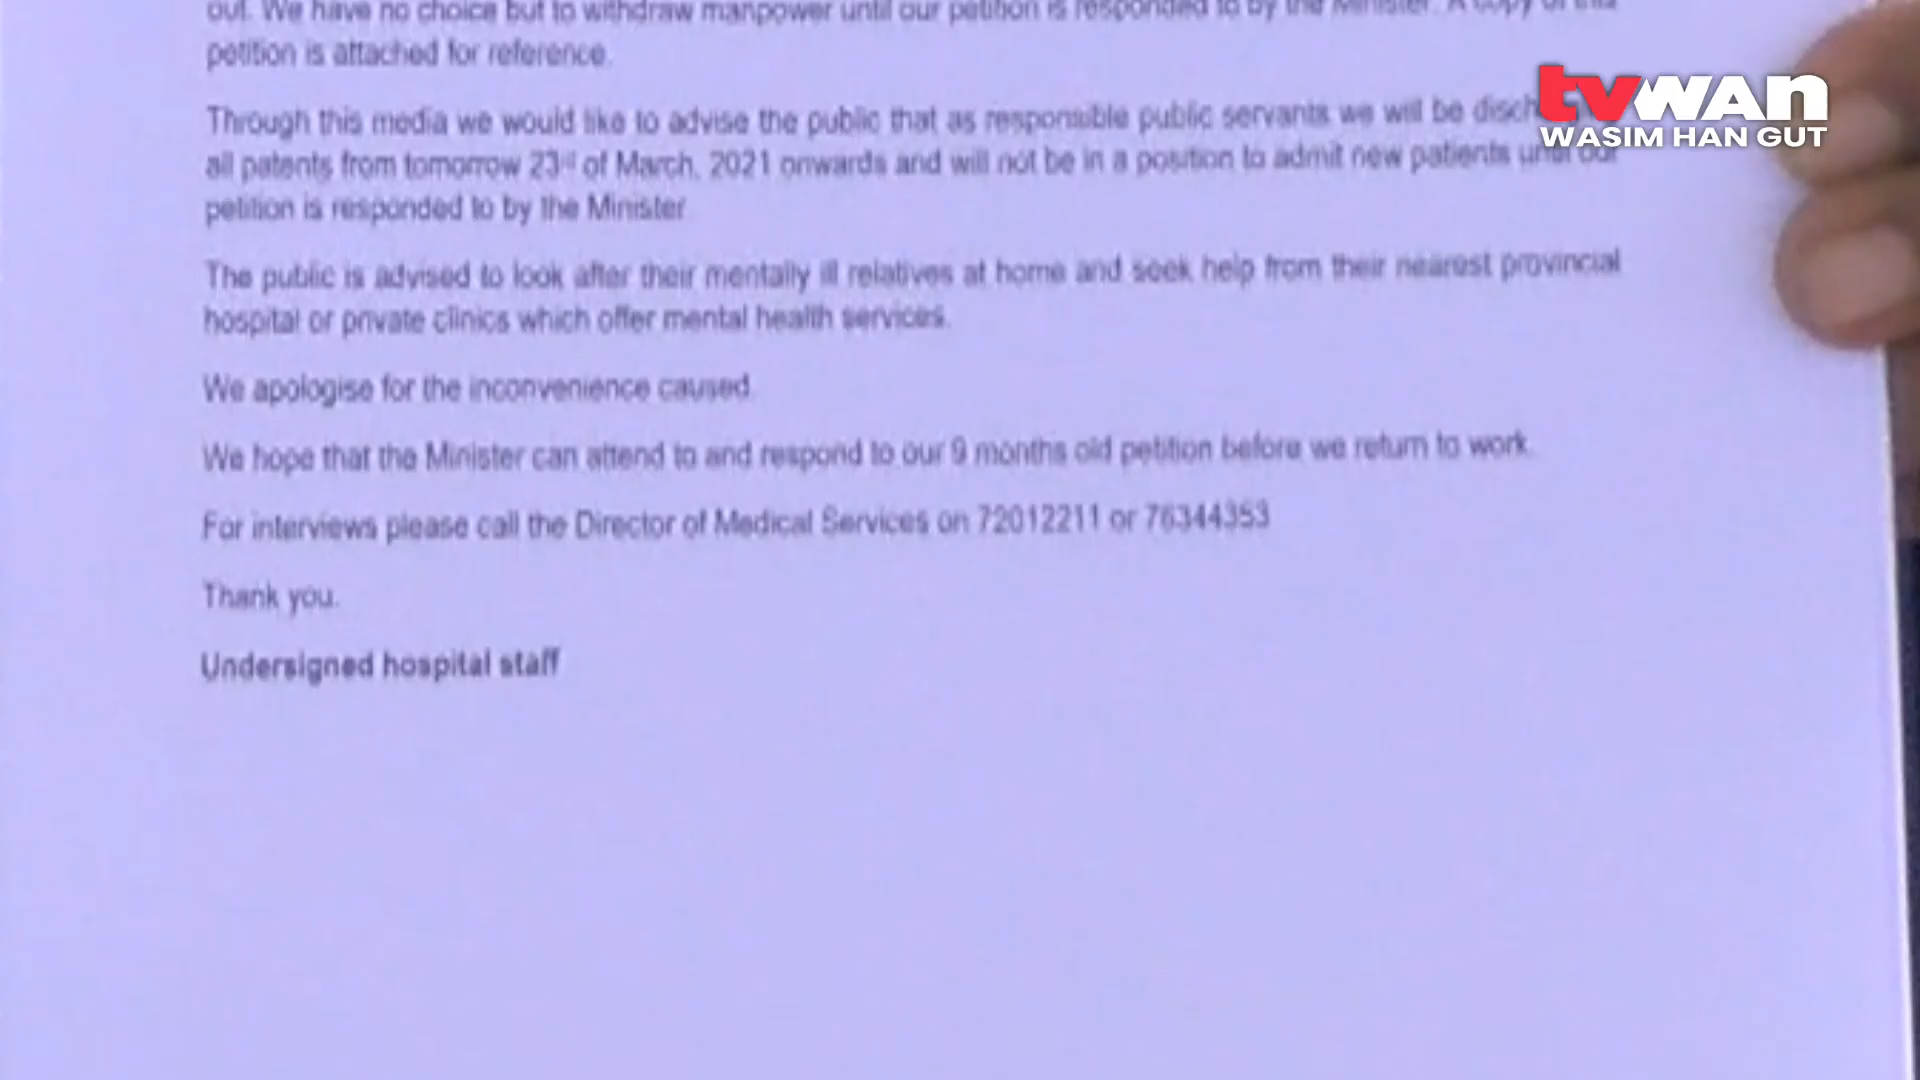 out. We have no choice but to withdraw manpower until our petition is responded to by the Minister. A copy of this
petition is attached for reference.
tvwan
WASIM HAN GUT
Through this media we would like to advise the public that as responsible public servants we will be disch
all patents from tomorrow 23rd of March, 2021 onwards and will not be in a position to admit new patients until our
petition is responded to by the Minister
The public is advised to look after their mentally ill relatives at home and seek help from their nearest provincial
hospital or private clinics which offer mental health services.
We apologise for the inconvenience caused.
We hope that the Minister can attend to and respond to our 9 months old petition before we return to work.
For interviews please call the Director of Medical Services on 72012211 or 76344353
Thank you.
Undersigned hospital staff